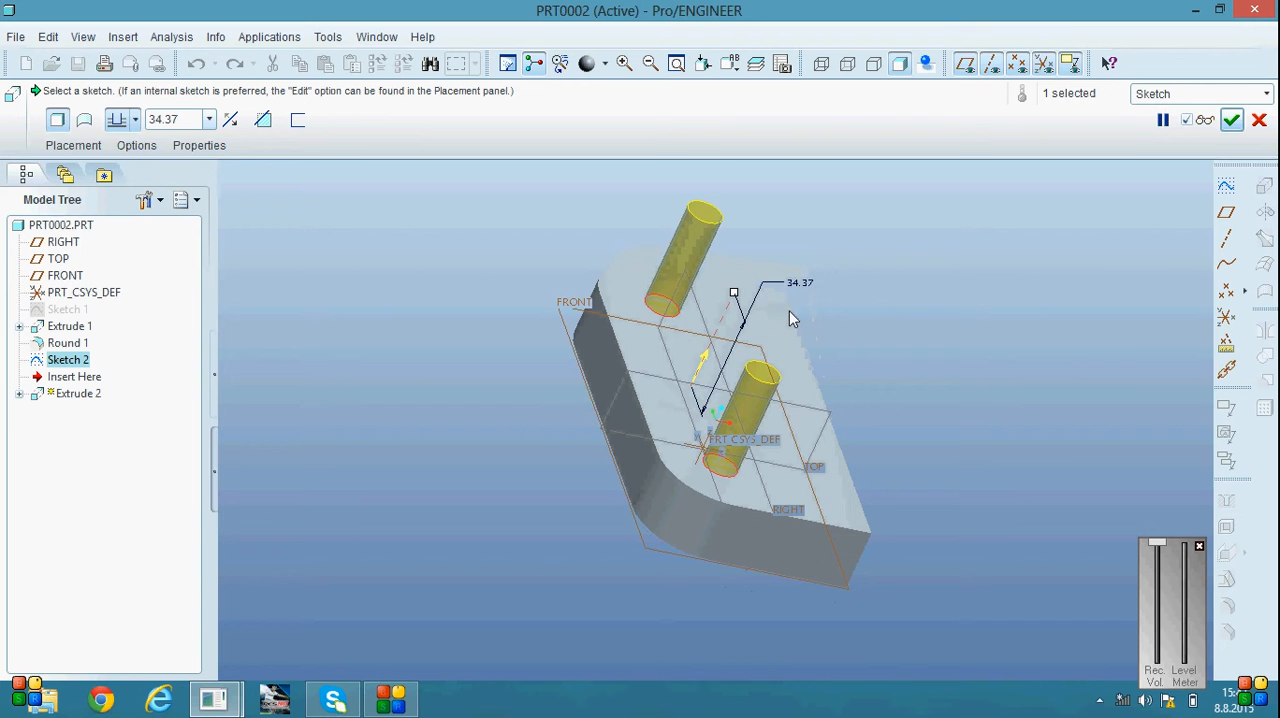 PRT0002 (Active) - Pro/ENGINEER
File Edit View Insert Analysis Info Applications Tools Window Help
Select a sketch. (If an internal sketch is preferred, the "Edit" option can be found in the Placement panel.)
1 selected
Sketch
34.37
Placement Options Properties
Model Tree
PRT0002.PRT
RIGHT
TOP
FRONT
PRT_CSYS_DEF
Sketch 1
Extrude 1
Round 1
Sketch 2
Insert Here
Extrude 2
34.37
FRONT
PRT_CSYS_DEF
TOP
RIGHT
Rec. Level
Vol. Meter
8.8.2015